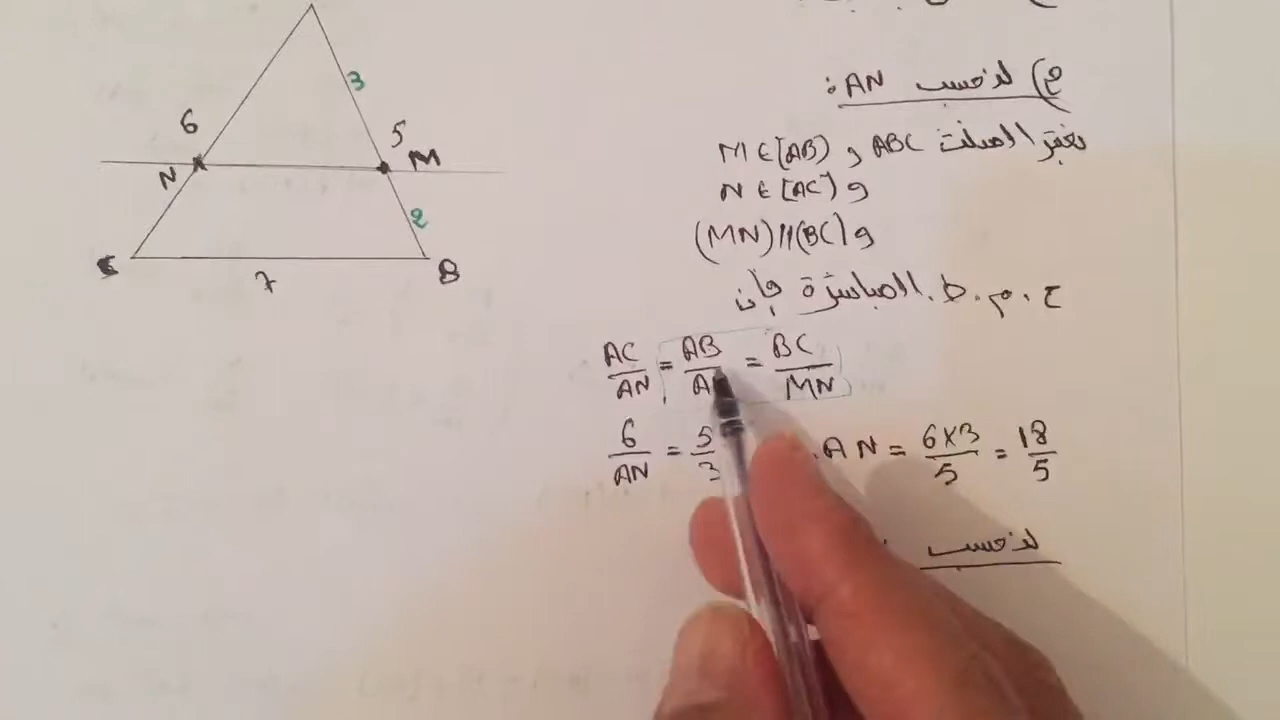 3
6
5
M
N
2
C
B
7
ج) لنحسب AN:
نعتبر المثلث ABC و M∈[AB)
و N∈[AC)
و (MN)//(BC)
ح. م. ط. المباشرة فإن
AC/AN = AB/A = BC/MN
6/AN = 5/3 AN = 6×3/5 = 18/5
لنحسب